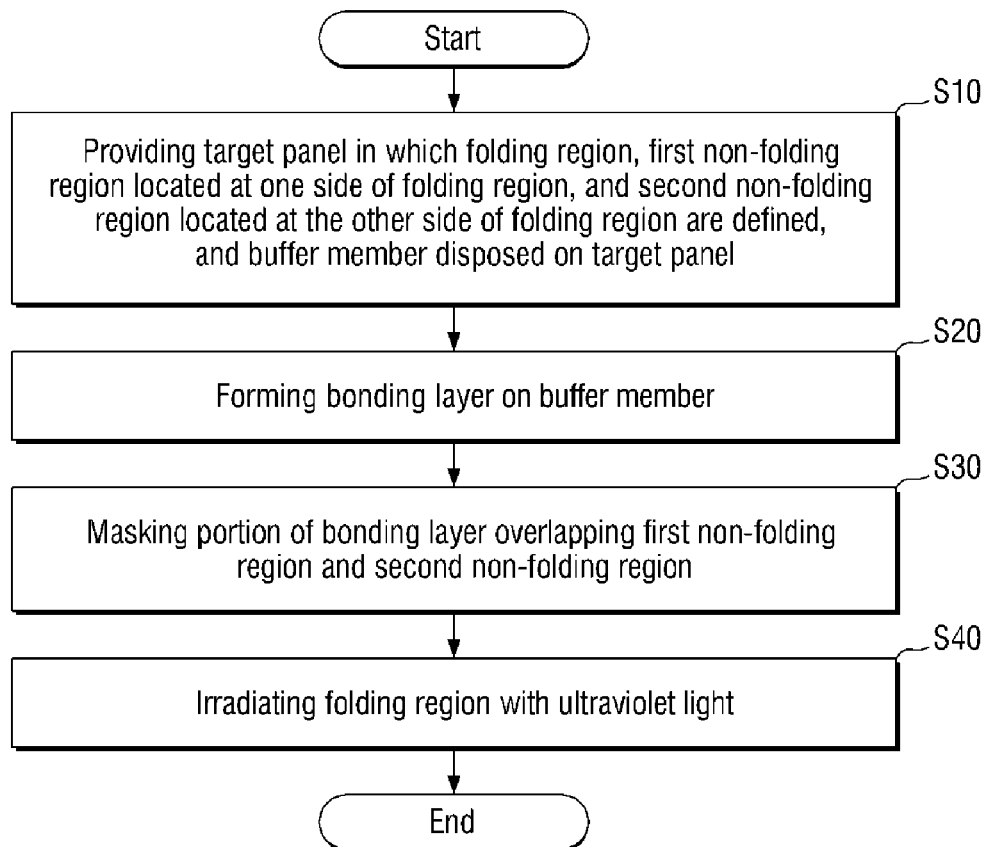 Start
S10
Providing target panel in which folding region, first non-folding
region located at one side of folding region, and second non-folding
region located at the other side of folding region are defined,
and buffer member disposed on target panel
S20
Forming bonding layer on buffer member
S30
Masking portion of bonding layer overlapping first non-folding
region and second non-folding region
S40
Irradiating folding region with ultraviolet light
End